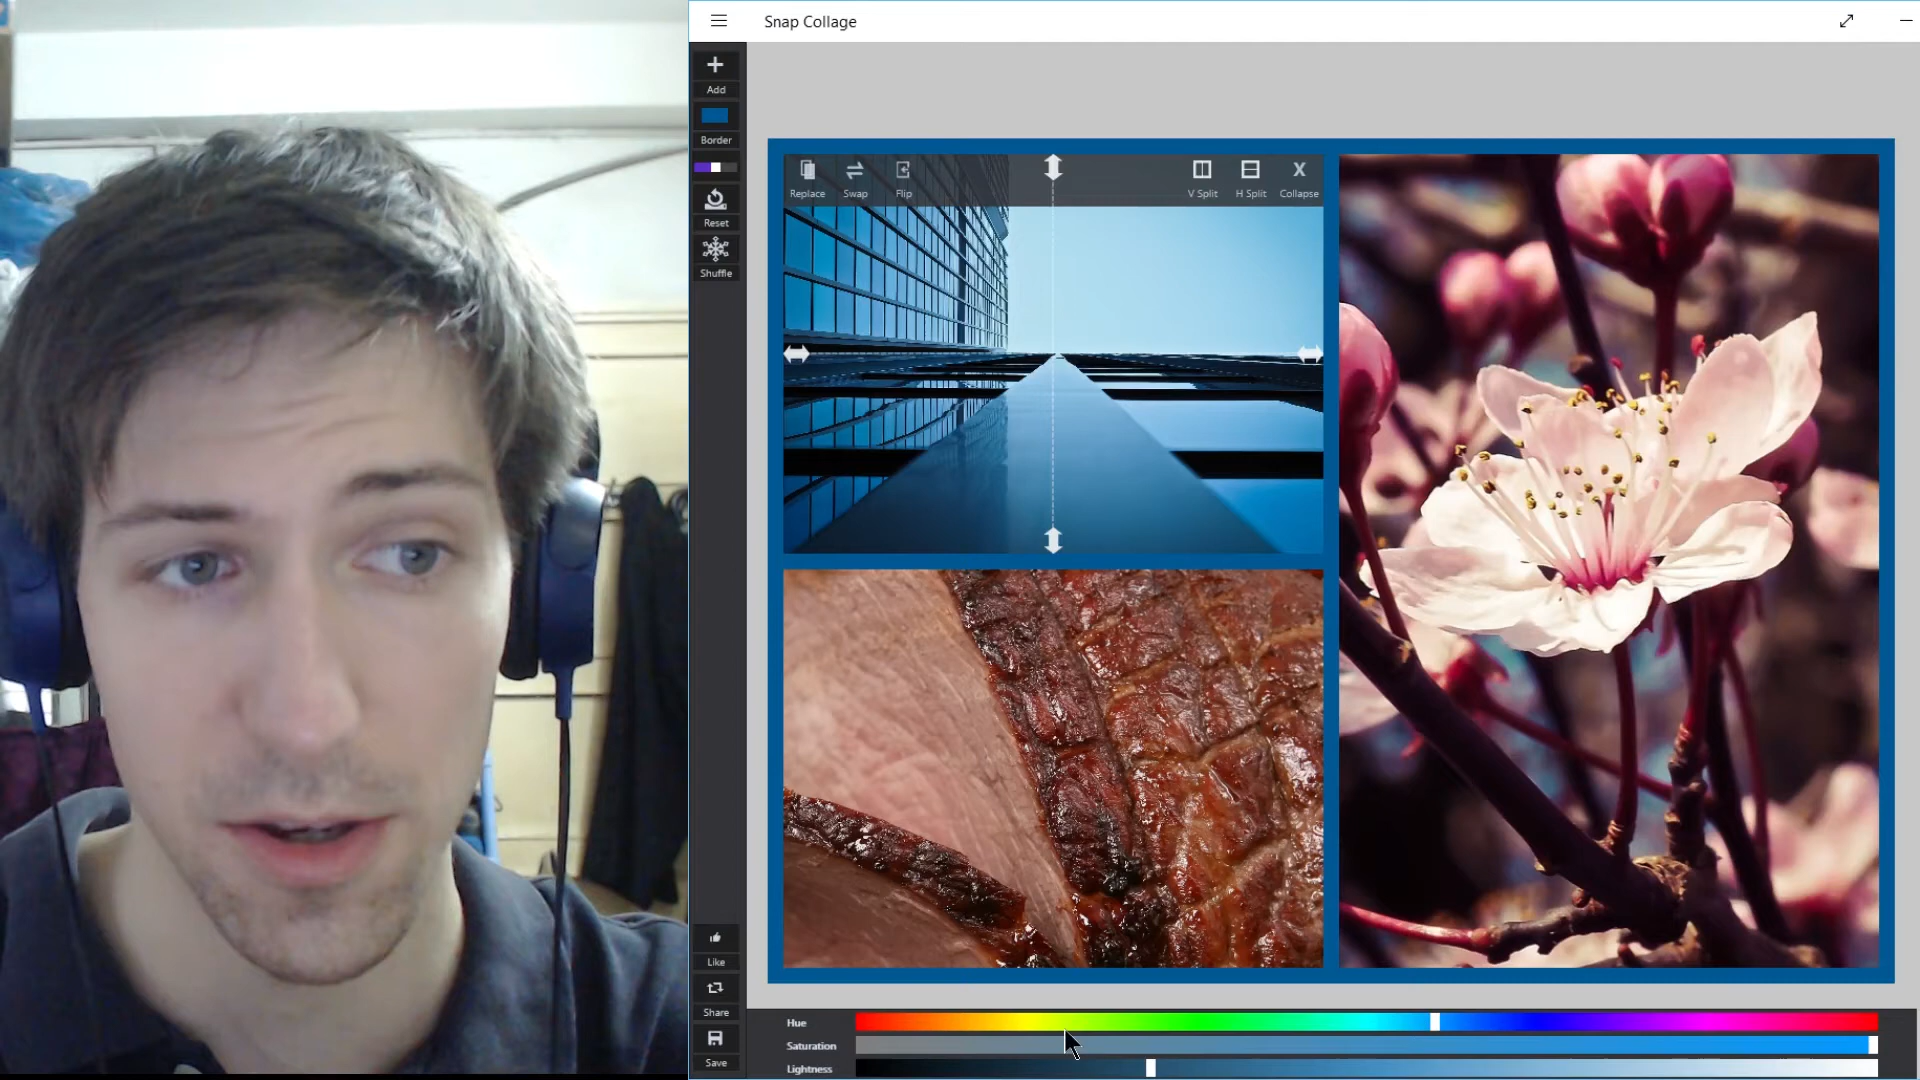 Snap Collage
Add
Border
Reset
Shuffle
Like
Share
Save
Replace
Swap
Flip
V Split
H Split
X
Collapse
Hue
Saturation
Lightness